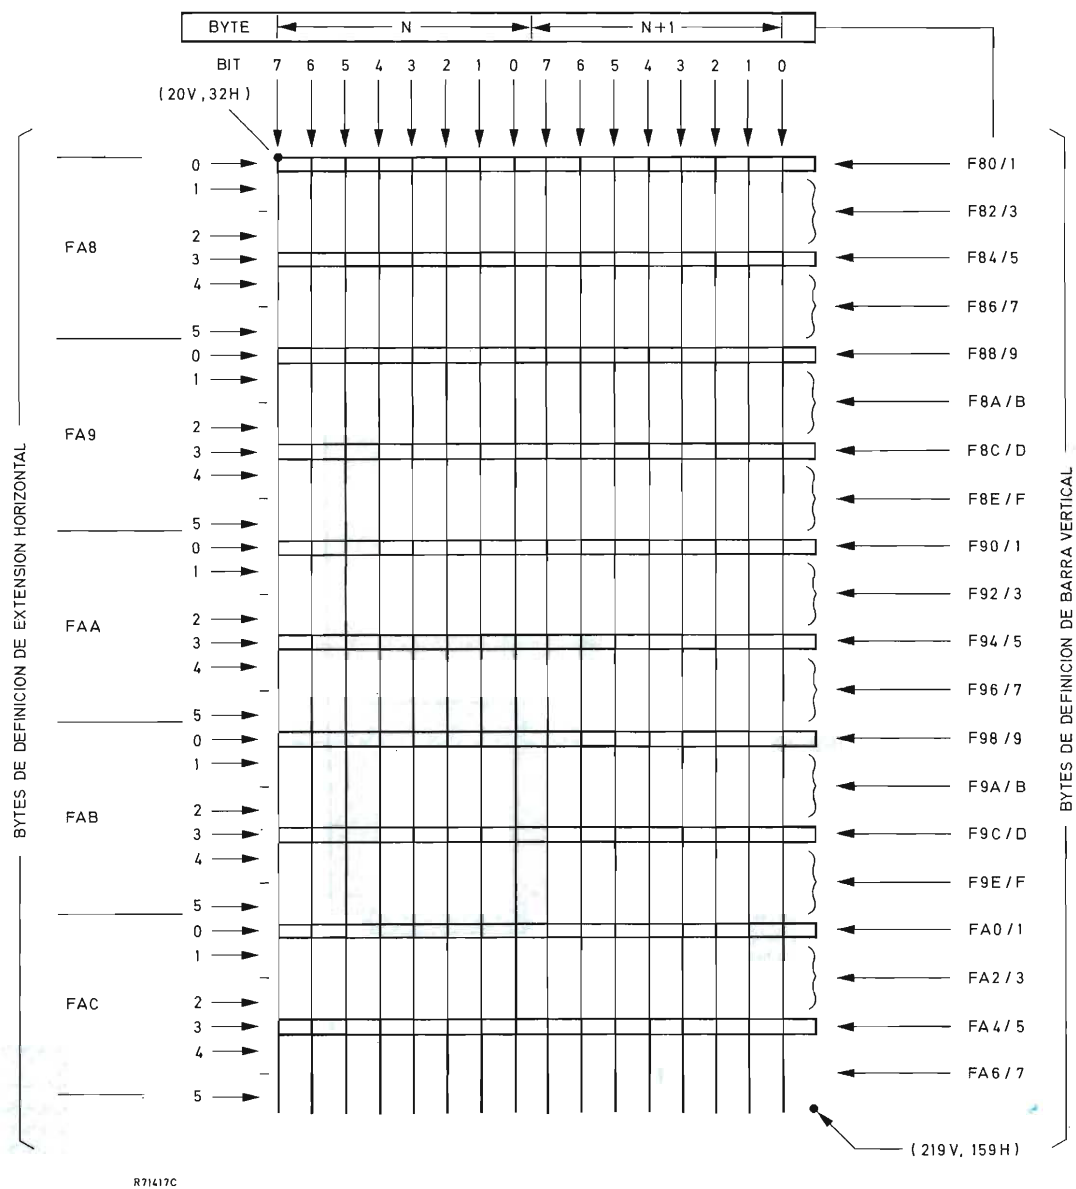 BYTE N N+1
BIT 7 6 5 4 3 2 1 0 7 6 5 4 3 2 1 0
(20V, 32H)
BYTES DE DEFINICION DE EXTENSION HORIZONTAL
BYTES DE DEFINICION DE BARRA VERTICAL
0 F80/1
1
F82/3
2
FA8
3 F84/5
4
F86/7
5
0 F88/9
1
F8A/B
2
FA9
3 F8C/D
4
F8E/F
5
0 F90/1
1
F92/3
2
FAA
3 F94/5
4
F96/7
5
0 F98/9
1
F9A/B
2
FAB
3 F9C/D
4
F9E/F
5
0 FA0/1
1
FA2/3
2
FAC
3 FA4/5
4
FA6/7
5
(219V, 159H)
R71417C